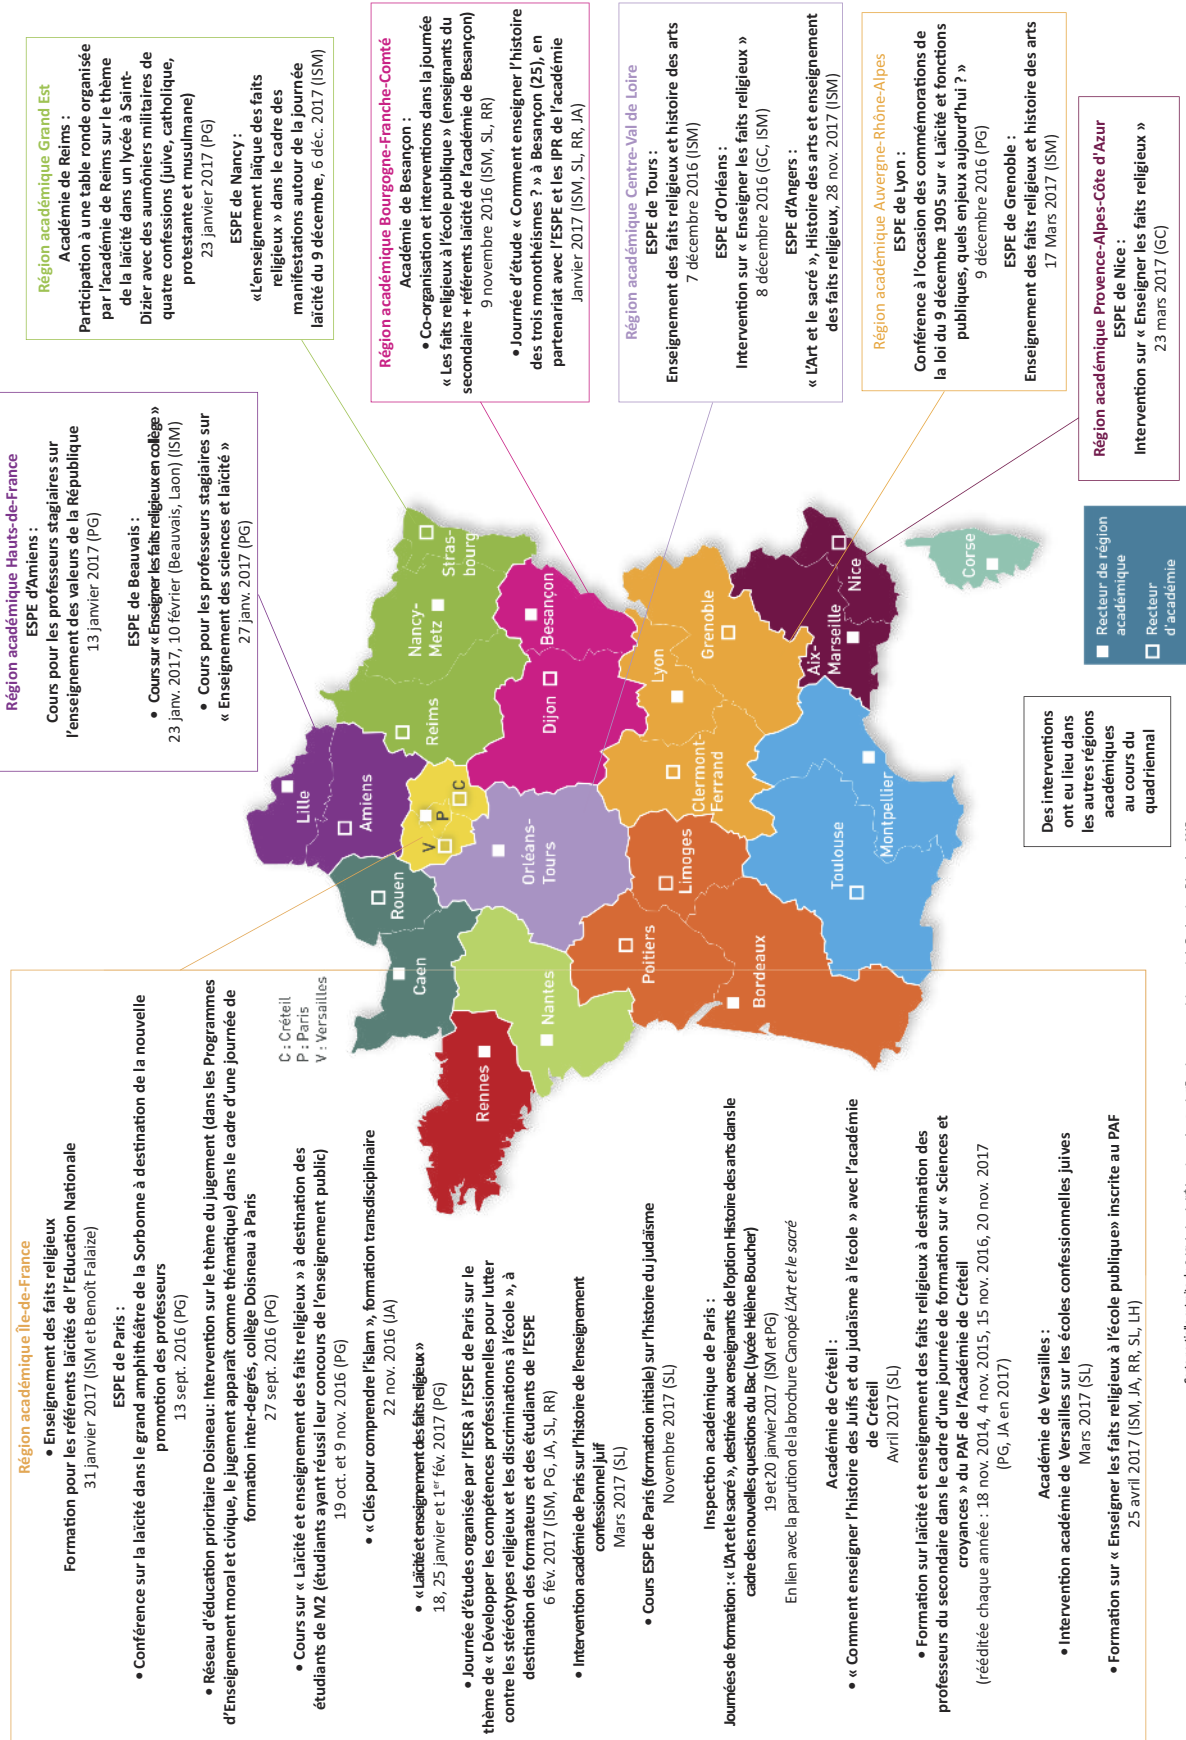 Région académique Île-de-France
• Enseignement des faits religieux
Formation pour les référents laïcités de l'Education Nationale
31 janvier 2017 (ISM et Benoît Falaize)
ESPE de Paris :
• Conférence sur la laïcité dans le grand amphithéâtre de la Sorbonne à destination de la nouvelle
promotion des professeurs
13 sept. 2016 (PG)
• Réseau d'éducation prioritaire Doisneau: Intervention sur le thème du jugement (dans les Programmes
d'Enseignement moral et civique, le jugement apparaît comme thématique) dans le cadre d'une journée de
formation inter-degrés, collège Doisneau à Paris
27 sept. 2016 (PG)
• Cours sur « Laïcité et enseignement des faits religieux » à destination des
étudiants de M2 (étudiants ayant réussi leur concours de l'enseignement public)
19 oct. et 9 nov. 2016 (PG)
• « Clés pour comprendre l'islam », formation transdisciplinaire
22 nov. 2016 (JA)
• « Laïcité et enseignement des faits religieux»
18, 25 janvier et 1er fév. 2017 (PG)
• Journée d'études organisée par l'IESR à l'ESPE de Paris sur le
thème de « Développer les compétences professionnelles pour lutter
contre les stéréotypes religieux et les discriminations à l'école », à
destination des formateurs et des étudiants de l'ESPE
6 fév. 2017 (ISM, PG, JA, SL, RR)
• Intervention académie de Paris sur l'histoire de l'enseignement
confessionnel juif
Mars 2017 (SL)
• Cours ESPE de Paris (formation initiale) sur l'histoire du judaïsme
Novembre 2017 (SL)
Inspection académique de Paris :
Journées de formation : « L'Art et le sacré », destinée aux enseignants de l'option Histoire des arts dans le
cadre des nouvelles questions du Bac (Lycée Hélène Boucher)
19 et 20 janvier 2017 (ISM et PG)
En lien avec la parution de la brochure Canopé L'Art et le sacré
Académie de Créteil :
• « Comment enseigner l'histoire des Juifs et du judaïsme à l'école » avec l'académie
de Créteil
Avril 2017 (SL)
• Formation sur laïcité et enseignement des faits religieux à destination des
professeurs du secondaire dans le cadre d'une journée de formation sur « Sciences et
croyances » du PAF de l'Académie de Créteil
(rééditée chaque année : 18 nov. 2014, 4 nov. 2015, 15 nov. 2016, 20 nov. 2017
(PG, JA en 2017)
Académie de Versailles :
• Intervention académie de Versailles sur les écoles confessionnelles juives
Mars 2017 (SL)
• Formation sur « Enseigner les faits religieux à l'école publique» inscrite au PAF
25 avril 2017 (ISM, JA, RR, SL, LH)
Région académique Hauts-de-France
ESPE d'Amiens :
Cours pour les professeurs stagiaires sur
l'enseignement des valeurs de la République
13 janvier 2017 (PG)
ESPE de Beauvais :
• Cours sur « Enseigner les faits religieux en collège »
23 janv. 2017, 10 février (Beauvais, Laon) (ISM)
• Cours pour les professeurs stagiaires sur
« Enseignement des sciences et laïcité »
27 janv. 2017 (PG)
Région académique Grand Est
Académie de Reims :
Participation à une table ronde organisée
par l'académie de Reims sur le thème
de la laïcité dans un lycée à Saint-
Dizier avec des aumôniers militaires de
quatre confessions (juive, catholique,
protestante et musulmane)
23 janvier 2017 (PG)
ESPE de Nancy :
«L'enseignement laïque des faits
religieux » dans le cadre des
manifestations autour de la journée
laïcité du 9 décembre, 6 déc. 2017 (ISM)
Région académique Bourgogne-Franche-Comté
Académie de Besançon :
• Co-organisation et interventions dans la journée
« Les faits religieux à l'école publique » (enseignants du
secondaire + référents laïcité de l'académie de Besançon)
9 novembre 2016 (ISM, SL, RR)
• Journée d'étude « Comment enseigner l'histoire
des trois monothéismes ? » à Besançon (25), en
partenariat avec l'ESPE et les IPR de l'académie
Janvier 2017 (ISM, SL, RR, JA)
Région académique Centre-Val de Loire
ESPE de Tours :
Enseignement des faits religieux et histoire des arts
7 décembre 2016 (ISM)
ESPE d'Orléans :
Intervention sur « Enseigner les faits religieux »
8 décembre 2016 (GC, ISM)
ESPE d'Angers :
« L'Art et le sacré », Histoire des arts et enseignement
des faits religieux, 28 nov. 2017 (ISM)
Région académique Auvergne-Rhône-Alpes
ESPE de Lyon :
Conférence à l'occasion des commémorations de
la loi du 9 décembre 1905 sur « Laïcité et fonctions
publiques, quels enjeux aujourd'hui ? »
9 décembre 2016 (PG)
ESPE de Grenoble :
Enseignement des faits religieux et histoire des arts
17 Mars 2017 (ISM)
Région académique Provence-Alpes-Côte d'Azur
ESPE de Nice :
Intervention sur « Enseigner les faits religieux »
23 mars 2017 (GC)
C : Créteil
P : Paris
V : Versailles
Lille
Amiens
Rouen
Caen
V
P
C
Reims
Nancy-
Metz
Stras-
bourg
Rennes
Nantes
Orléans-
Tours
Dijon
Besançon
Poitiers
Limoges
Bordeaux
Clermont-
Ferrand
Lyon
Grenoble
Toulouse
Montpellier
Aix-
Marseille
Nice
Corse
Recteur de région
académique
Recteur
d'académie
Des interventions
ont eu lieu dans
les autres régions
académiques
au cours du
quadriennal